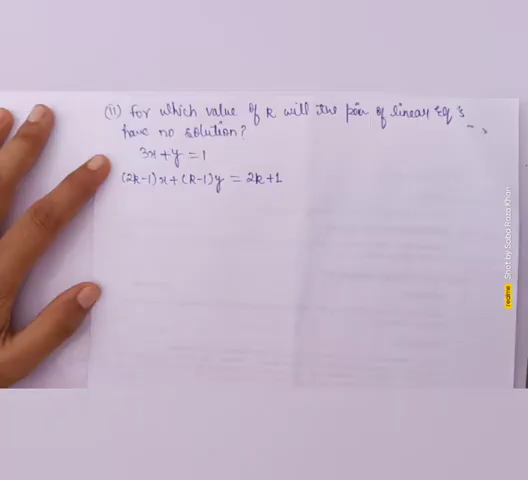 (ii) For which value of k will the pair of linear Eq's
have no solution?
3x + y = 1
(2k-1)x + (k-1)y = 2k+1
realme Shot by Saba Raza Khan